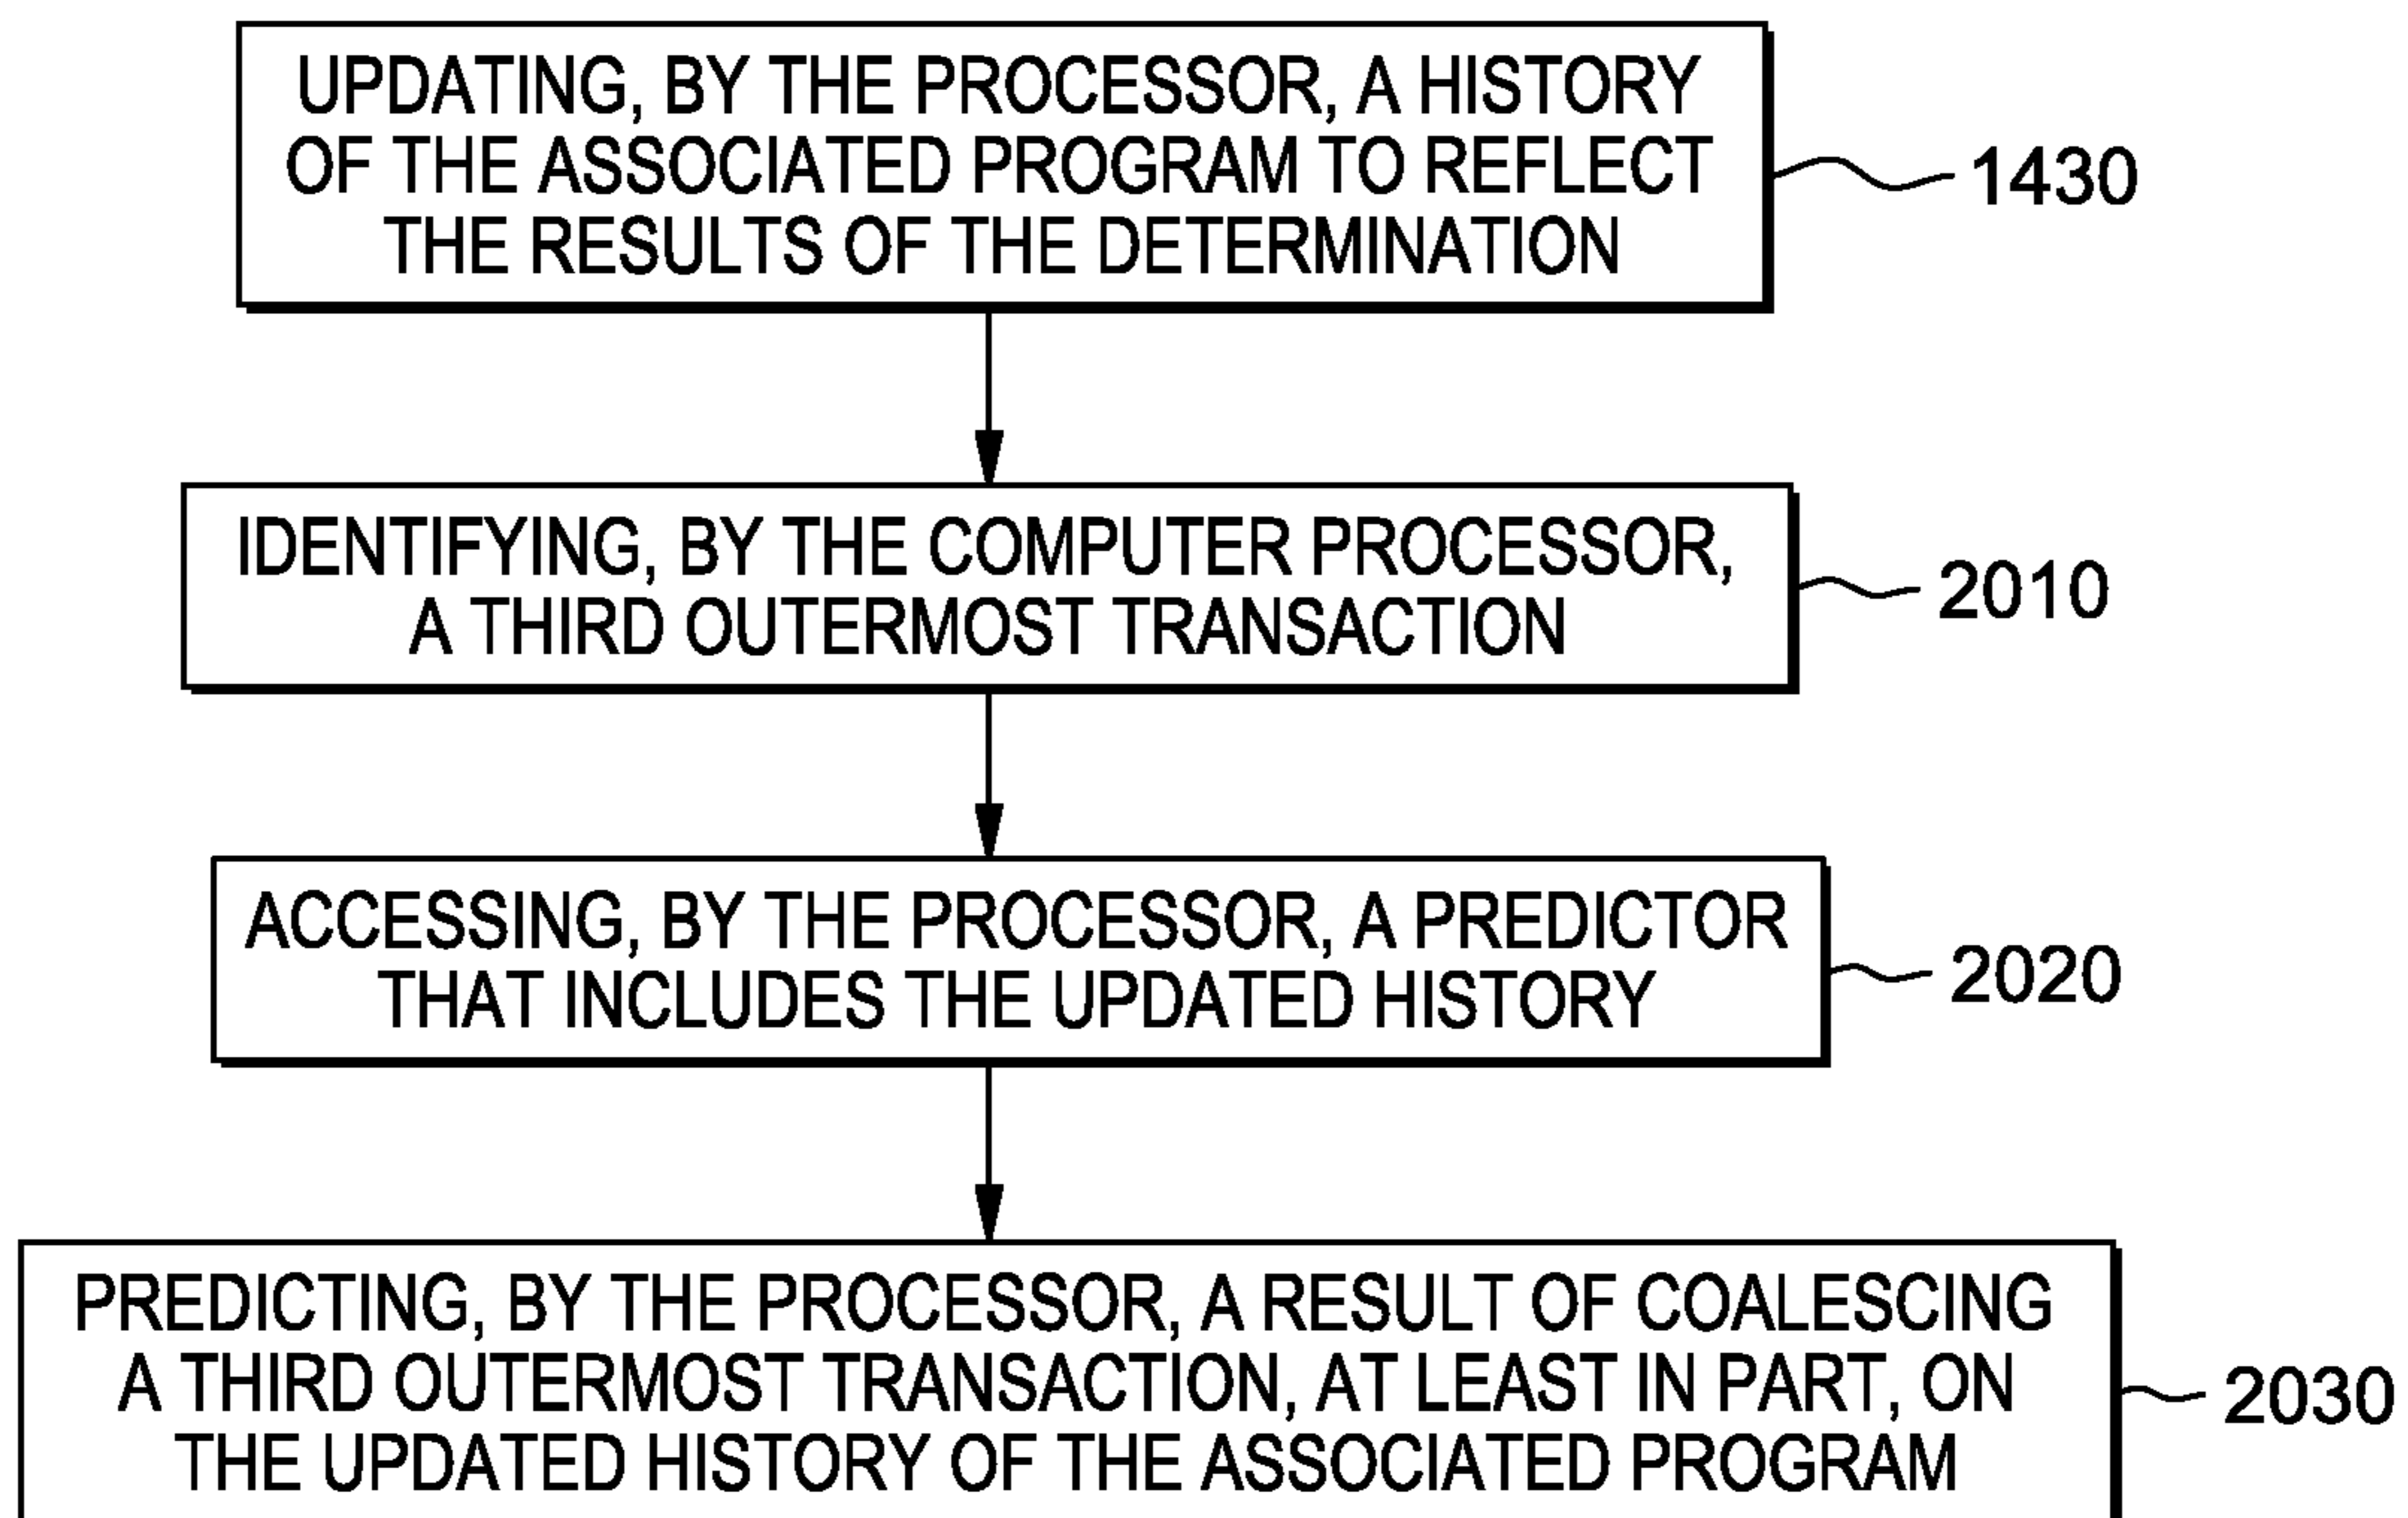 UPDATING, BY THE PROCESSOR, A HISTORY
OF THE ASSOCIATED PROGRAM TO REFLECT
THE RESULTS OF THE DETERMINATION
1430
IDENTIFYING, BY THE COMPUTER PROCESSOR,
A THIRD OUTERMOST TRANSACTION
2010
ACCESSING, BY THE PROCESSOR, A PREDICTOR
THAT INCLUDES THE UPDATED HISTORY
2020
PREDICTING, BY THE PROCESSOR, A RESULT OF COALESCING
A THIRD OUTERMOST TRANSACTION, AT LEAST IN PART, ON
THE UPDATED HISTORY OF THE ASSOCIATED PROGRAM
2030